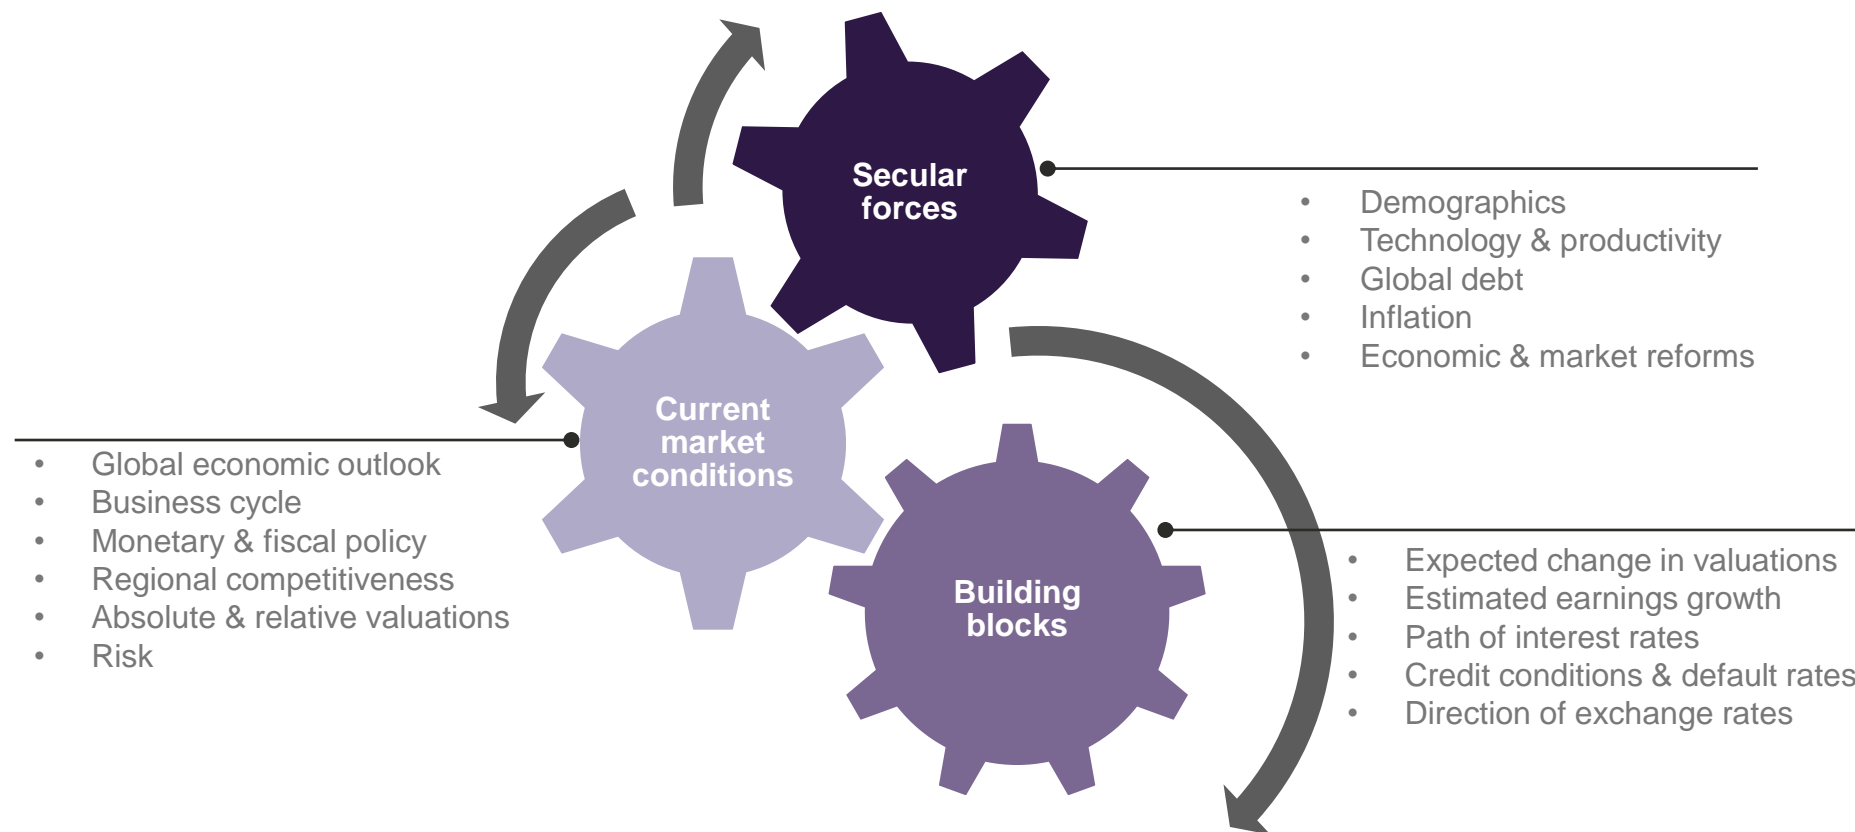 Secular
forces
• Demographics
• Technology & productivity
• Global debt
• Inflation
• Economic & market reforms
Current
market
conditions
• Global economic outlook
• Business cycle
• Monetary & fiscal policy
• Regional competitiveness
• Absolute & relative valuations
• Risk
Building
blocks
• Expected change in valuations
• Estimated earnings growth
• Path of interest rates
• Credit conditions & default rates
• Direction of exchange rates